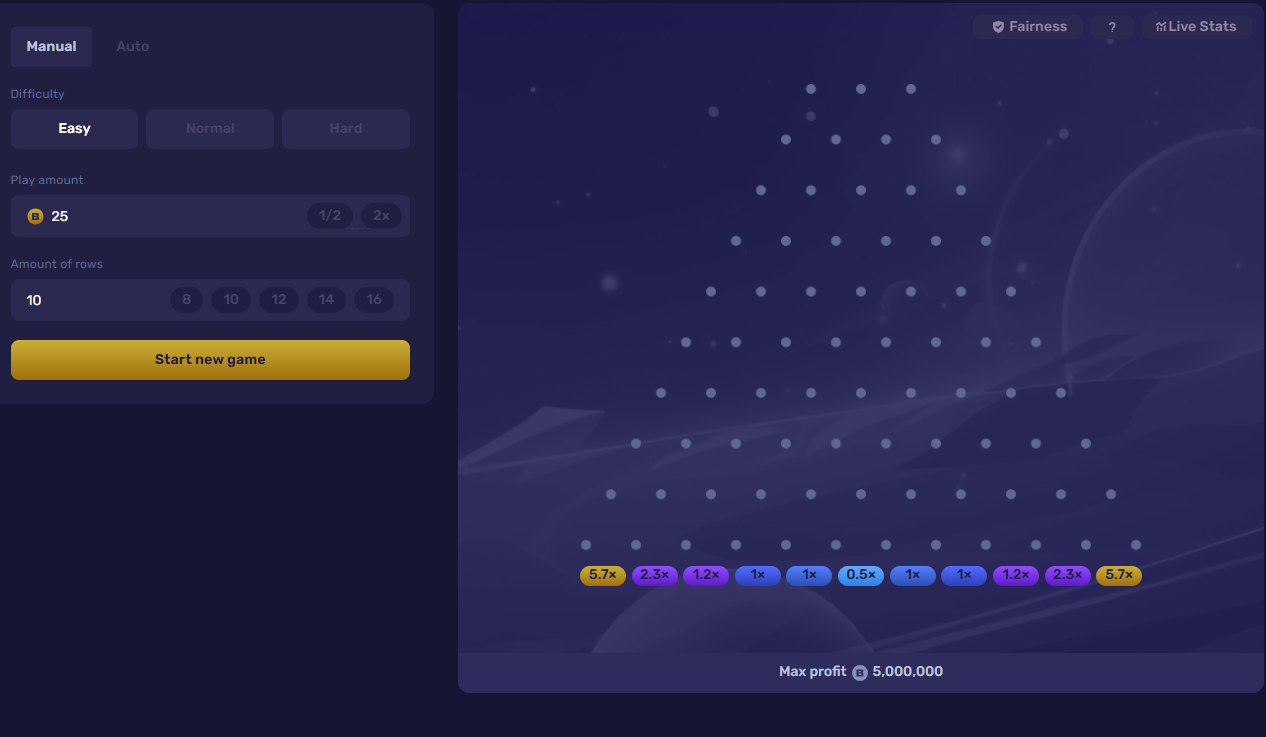 Manual Auto
Difficulty
Easy Normal Hard
Play amount
B 25 1/2 2x
Amount of rows
10 8 10 12 14 16
Start new game
Fairness ? Live Stats
5.7× 2.3× 1.2× 1× 1× 0.5× 1× 1× 1.2× 2.3× 5.7×
Max profit B 5,000,000